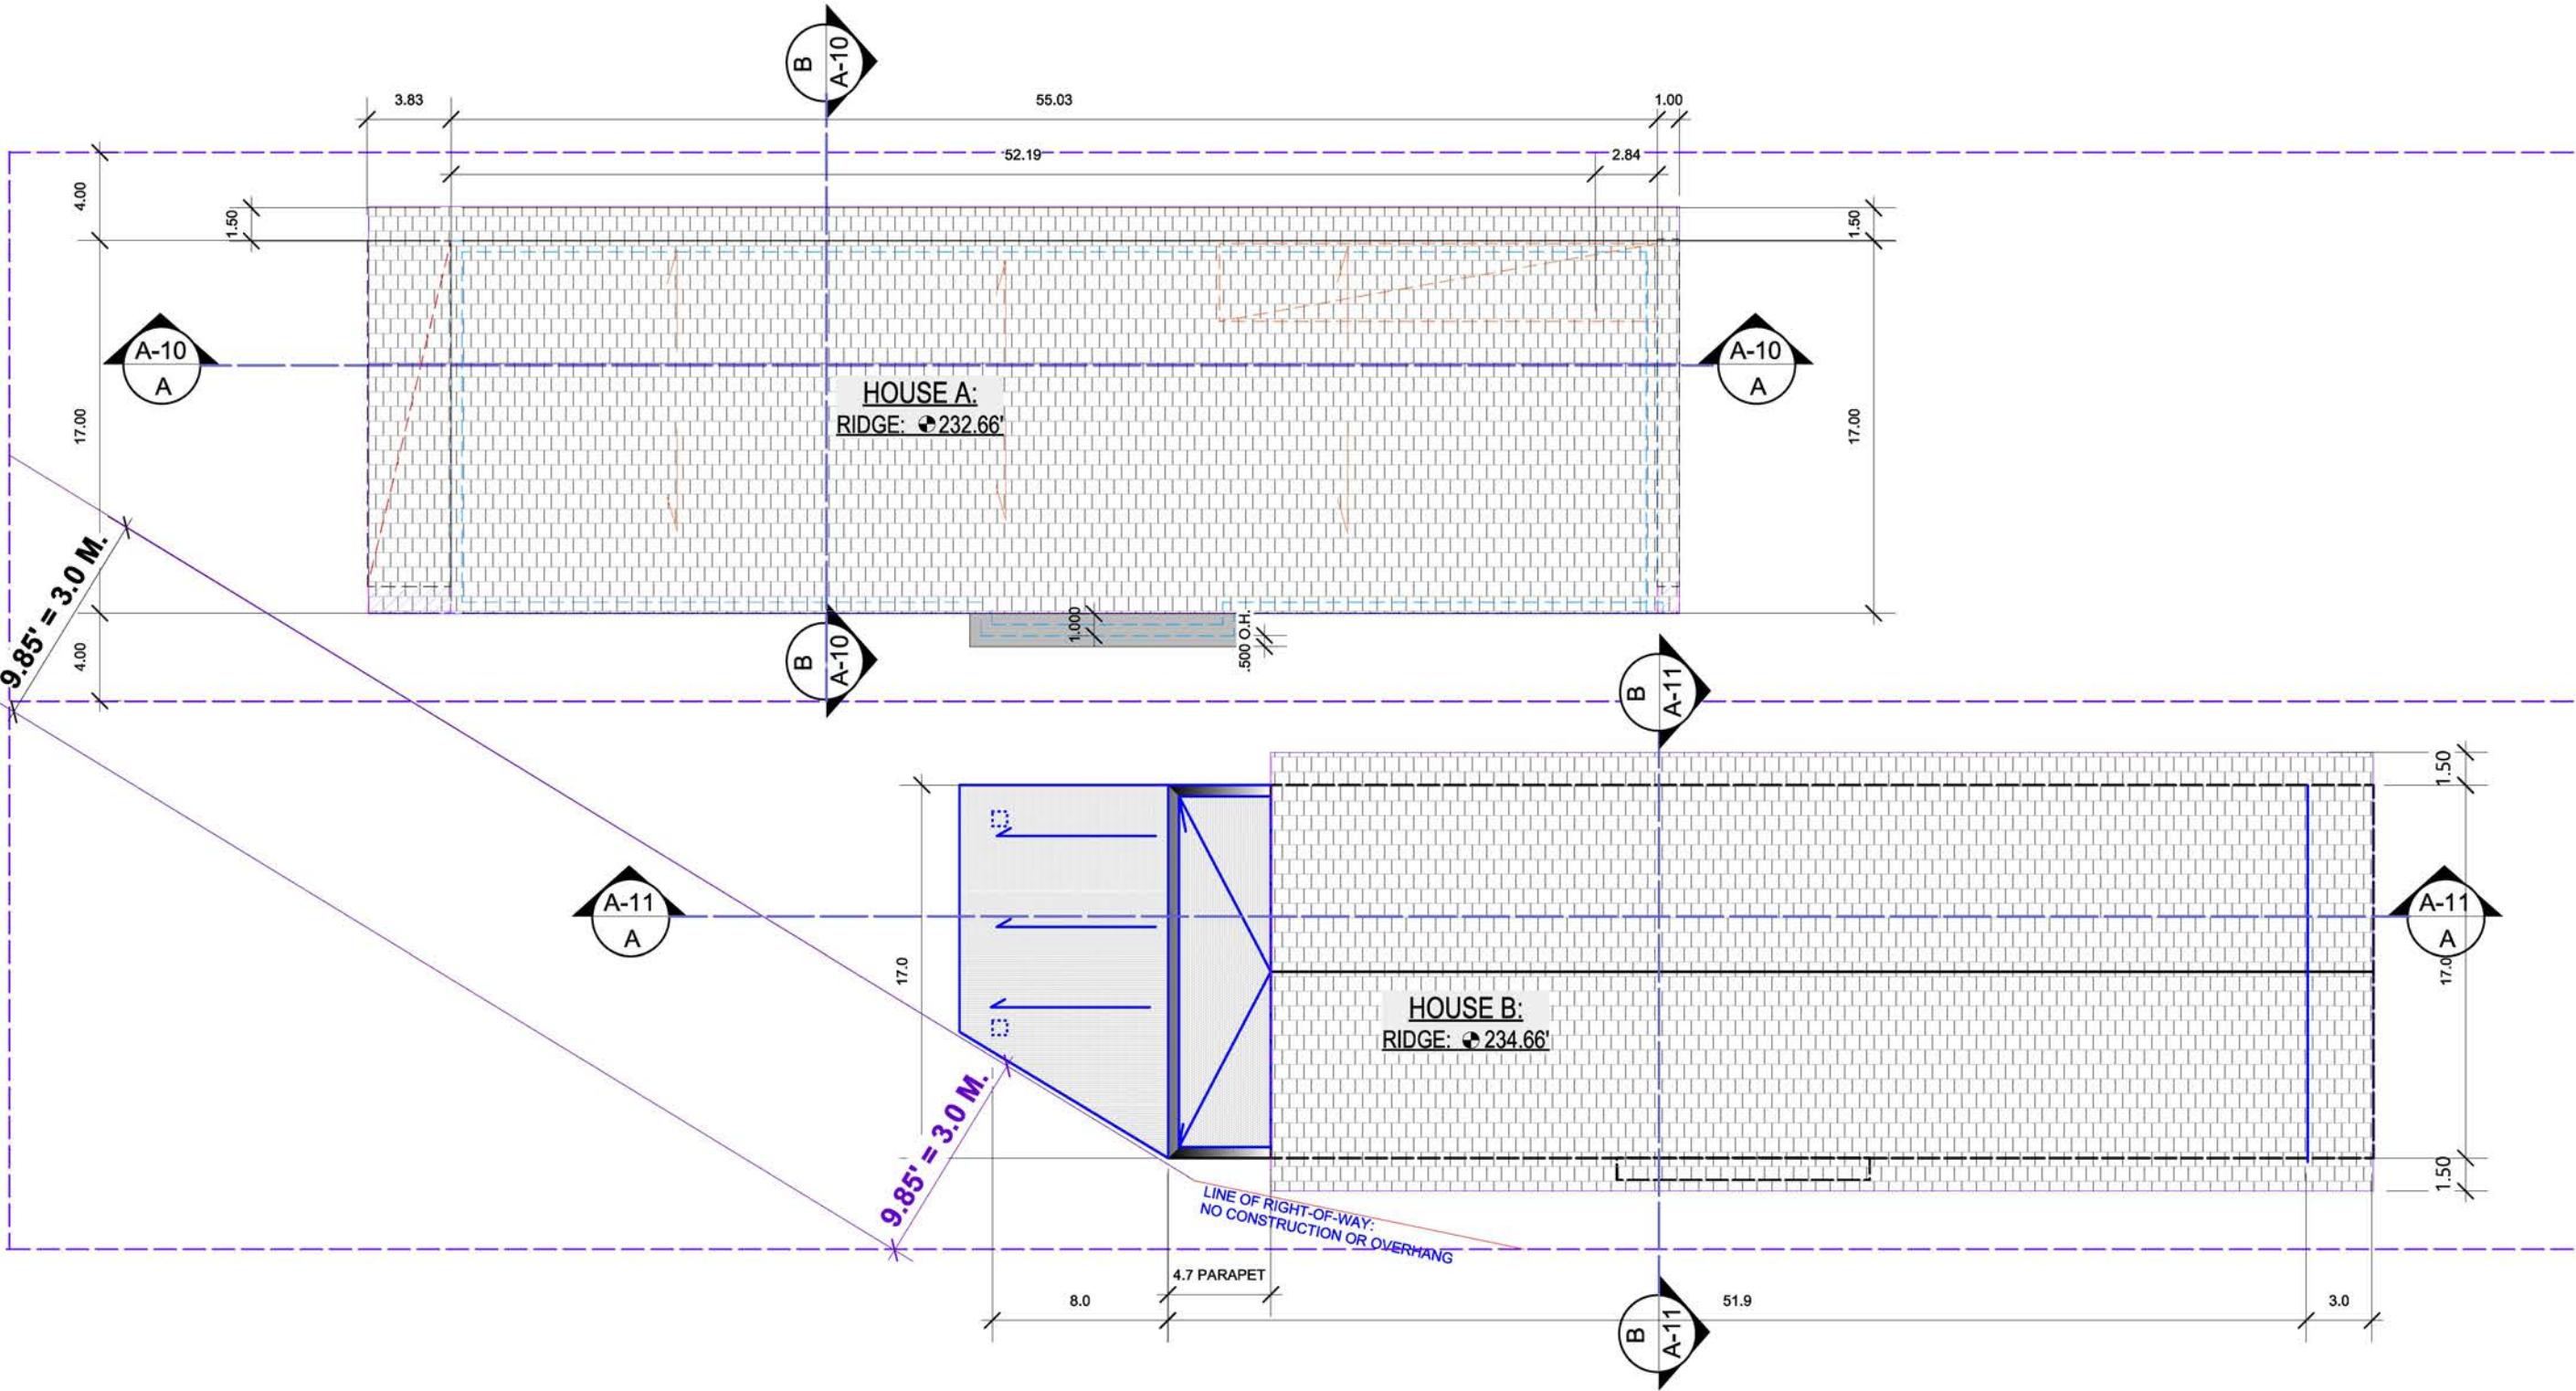 B
A-10
3.83
55.03
1.00
52.19
2.84
4.00
1.50
1.50
A-10
A
A-10
A
HOUSE A:
RIDGE: 232.66'
17.00
17.00
9.85' = 3.0 M.
1.000
.500 O.H.
4.00
B
A-10
B
A-11
1.50
A-11
A
A-11
A
17.0
17.0
HOUSE B:
RIDGE: 234.66'
9.85' = 3.0 M.
1.50
LINE OF RIGHT-OF-WAY:
NO CONSTRUCTION OR OVERHANG
4.7 PARAPET
8.0
51.9
3.0
B
A-11